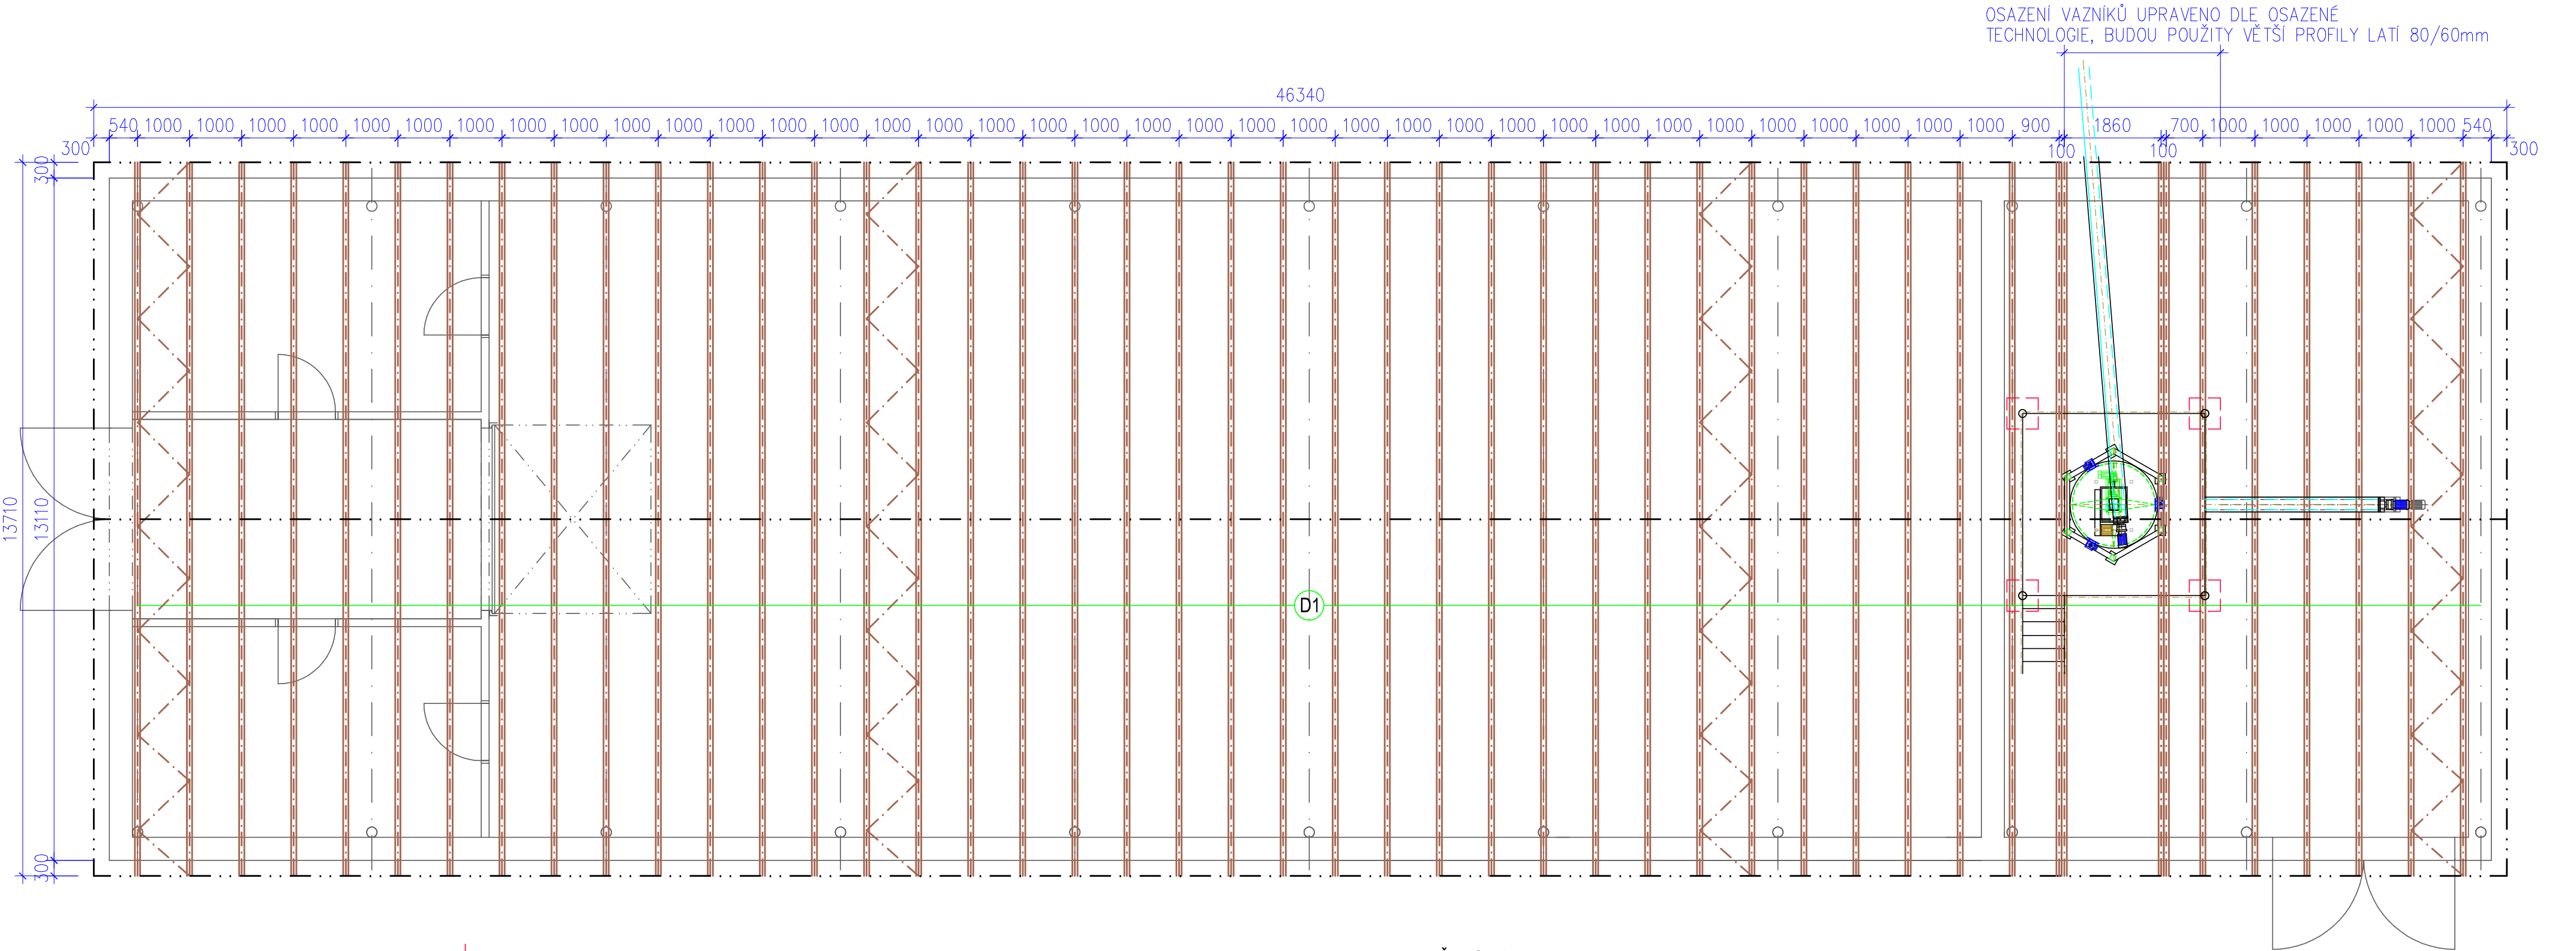 OSAZENÍ VAZNÍKŮ UPRAVENO DLE OSAZENÉ
TECHNOLOGIE, BUDOU POUŽITY VĚTŠÍ PROFILY LATÍ 80/60mm
46340
540 1000 1000 1000 1000 1000 1000 1000 1000 1000 1000 1000 1000 1000 1000 1000 1000 1000 1000 1000 1000 1000 1000 1000 1000 1000 1000 1000 1000 1000 1000 1000 1000 1000 1000 1000 1000 900 1860 700 1000 1000 1000 1000 1000 540
300 100 100 300
300
13710
13110
D1
300